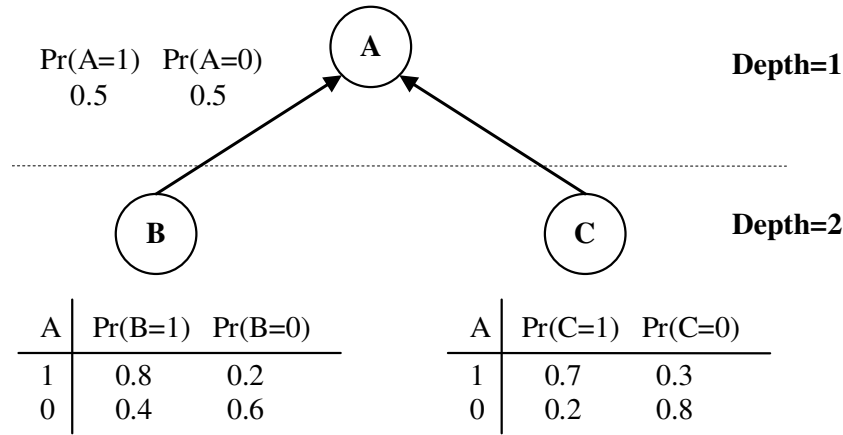 A
Pr(A=1) Pr(A=0)
0.5 0.5
Depth=1
B
C
Depth=2
A Pr(B=1) Pr(B=0)
1 0.8 0.2
0 0.4 0.6
A Pr(C=1) Pr(C=0)
1 0.7 0.3
0 0.2 0.8